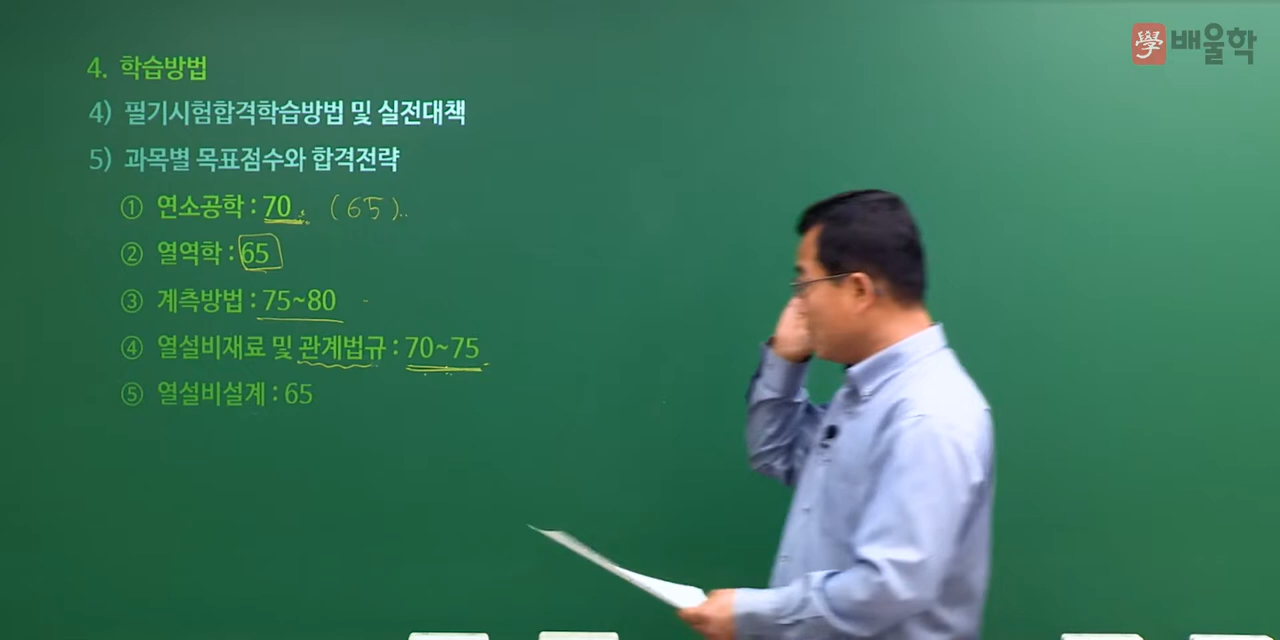 學 배울학
4. 학습방법
4) 필기시험합격학습방법 및 실전대책
5) 과목별 목표점수와 합격전략
① 연소공학 : 70 (65)..
② 열역학 : 65
③ 계측방법 : 75~80
④ 열설비재료 및 관계법규 : 70~75
⑤ 열설비설계 : 65